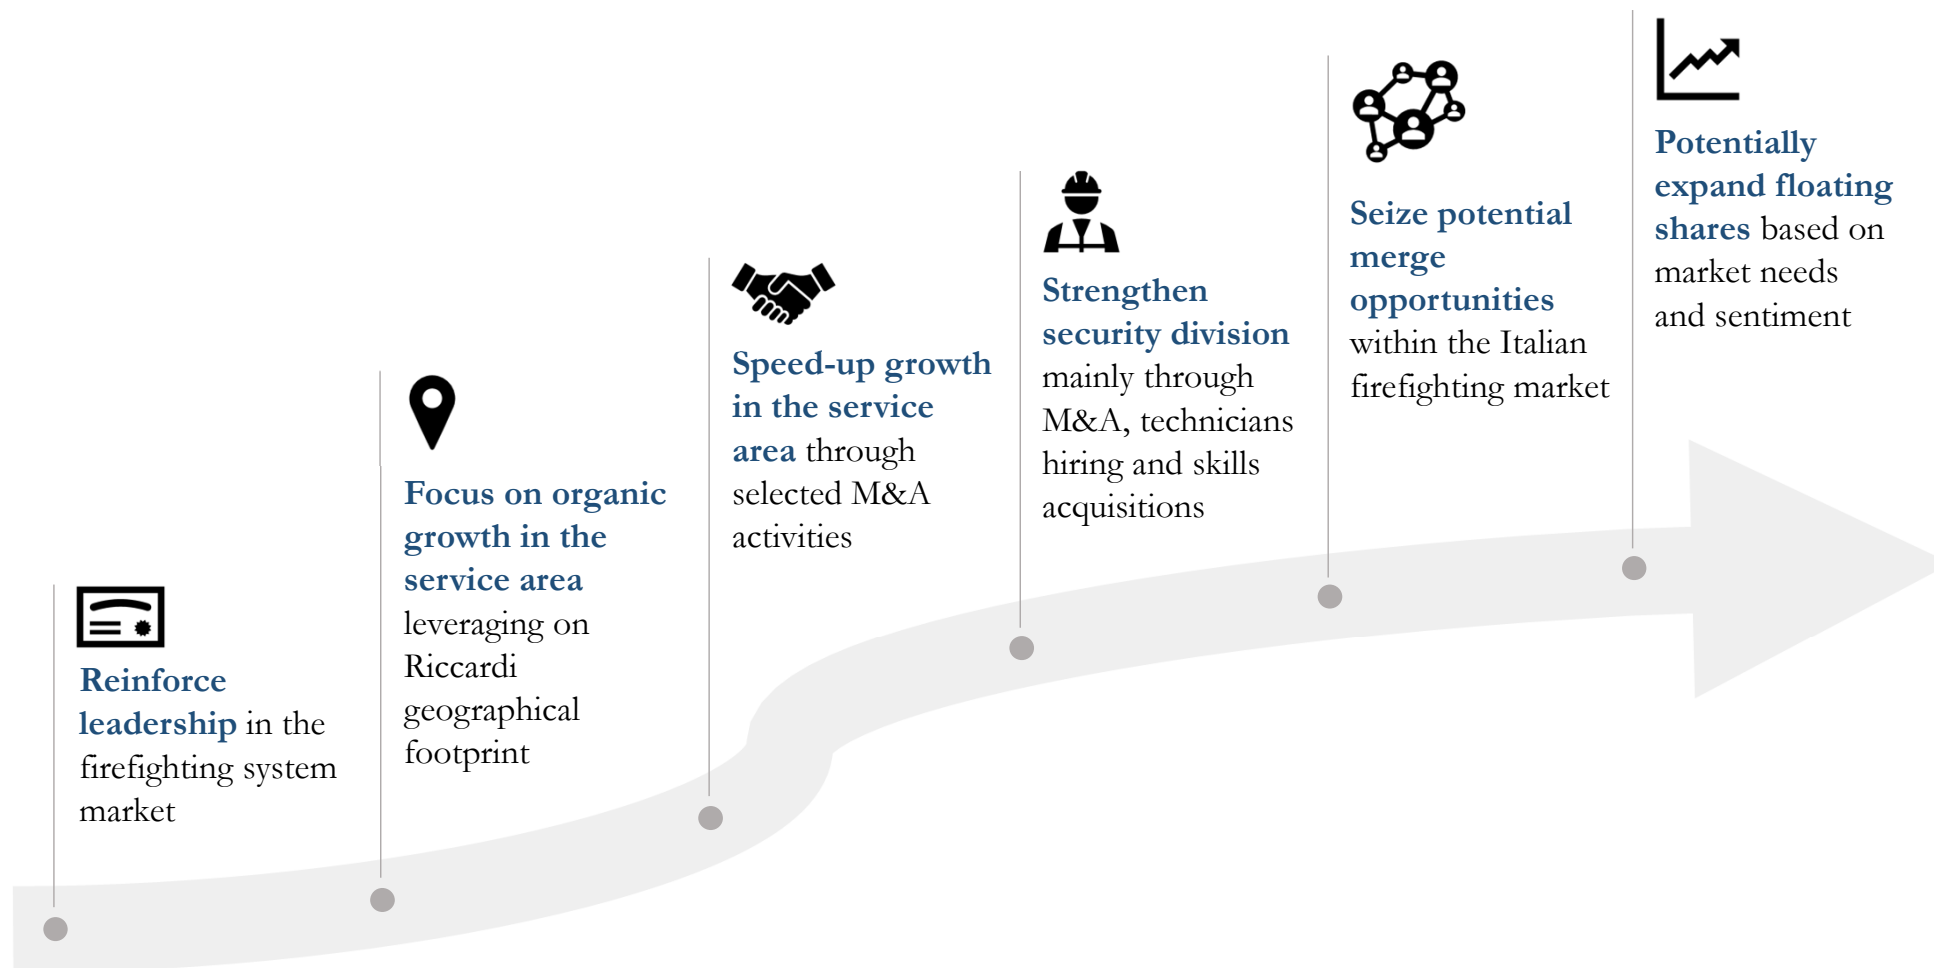 Reinforce
leadership in the
firefighting system
market
Focus on organic
growth in the
service area
leveraging on
Riccardi
geographical
footprint
Speed-up growth
in the service
area through
selected M&A
activities
Strengthen
security division
mainly through
M&A, technicians
hiring and skills
acquisitions
Seize potential
merge
opportunities
within the Italian
firefighting market
Potentially
expand floating
shares based on
market needs
and sentiment